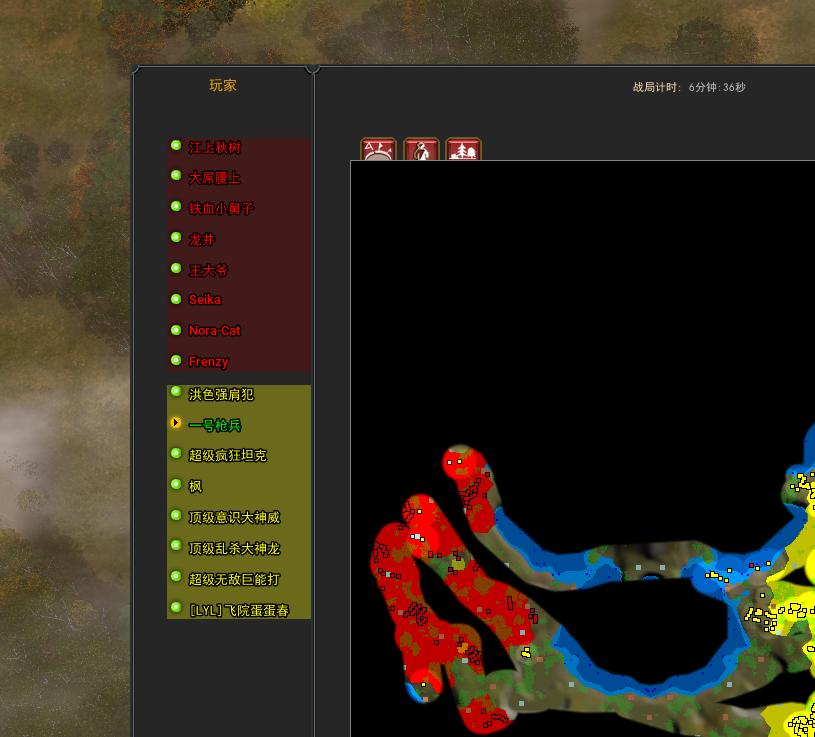 玩家
战局计时: 6分钟:36秒
江上秋树
大屌腰上
铁血小舅子
龙井
王大爷
Seika
Nora-Cat
Frenzy
洪色强肩犯
一号枪兵
超级疯狂坦克
枫
顶级意识大神威
顶级乱杀大神龙
超级无敌巨能打
[LYL]飞院蛋蛋春